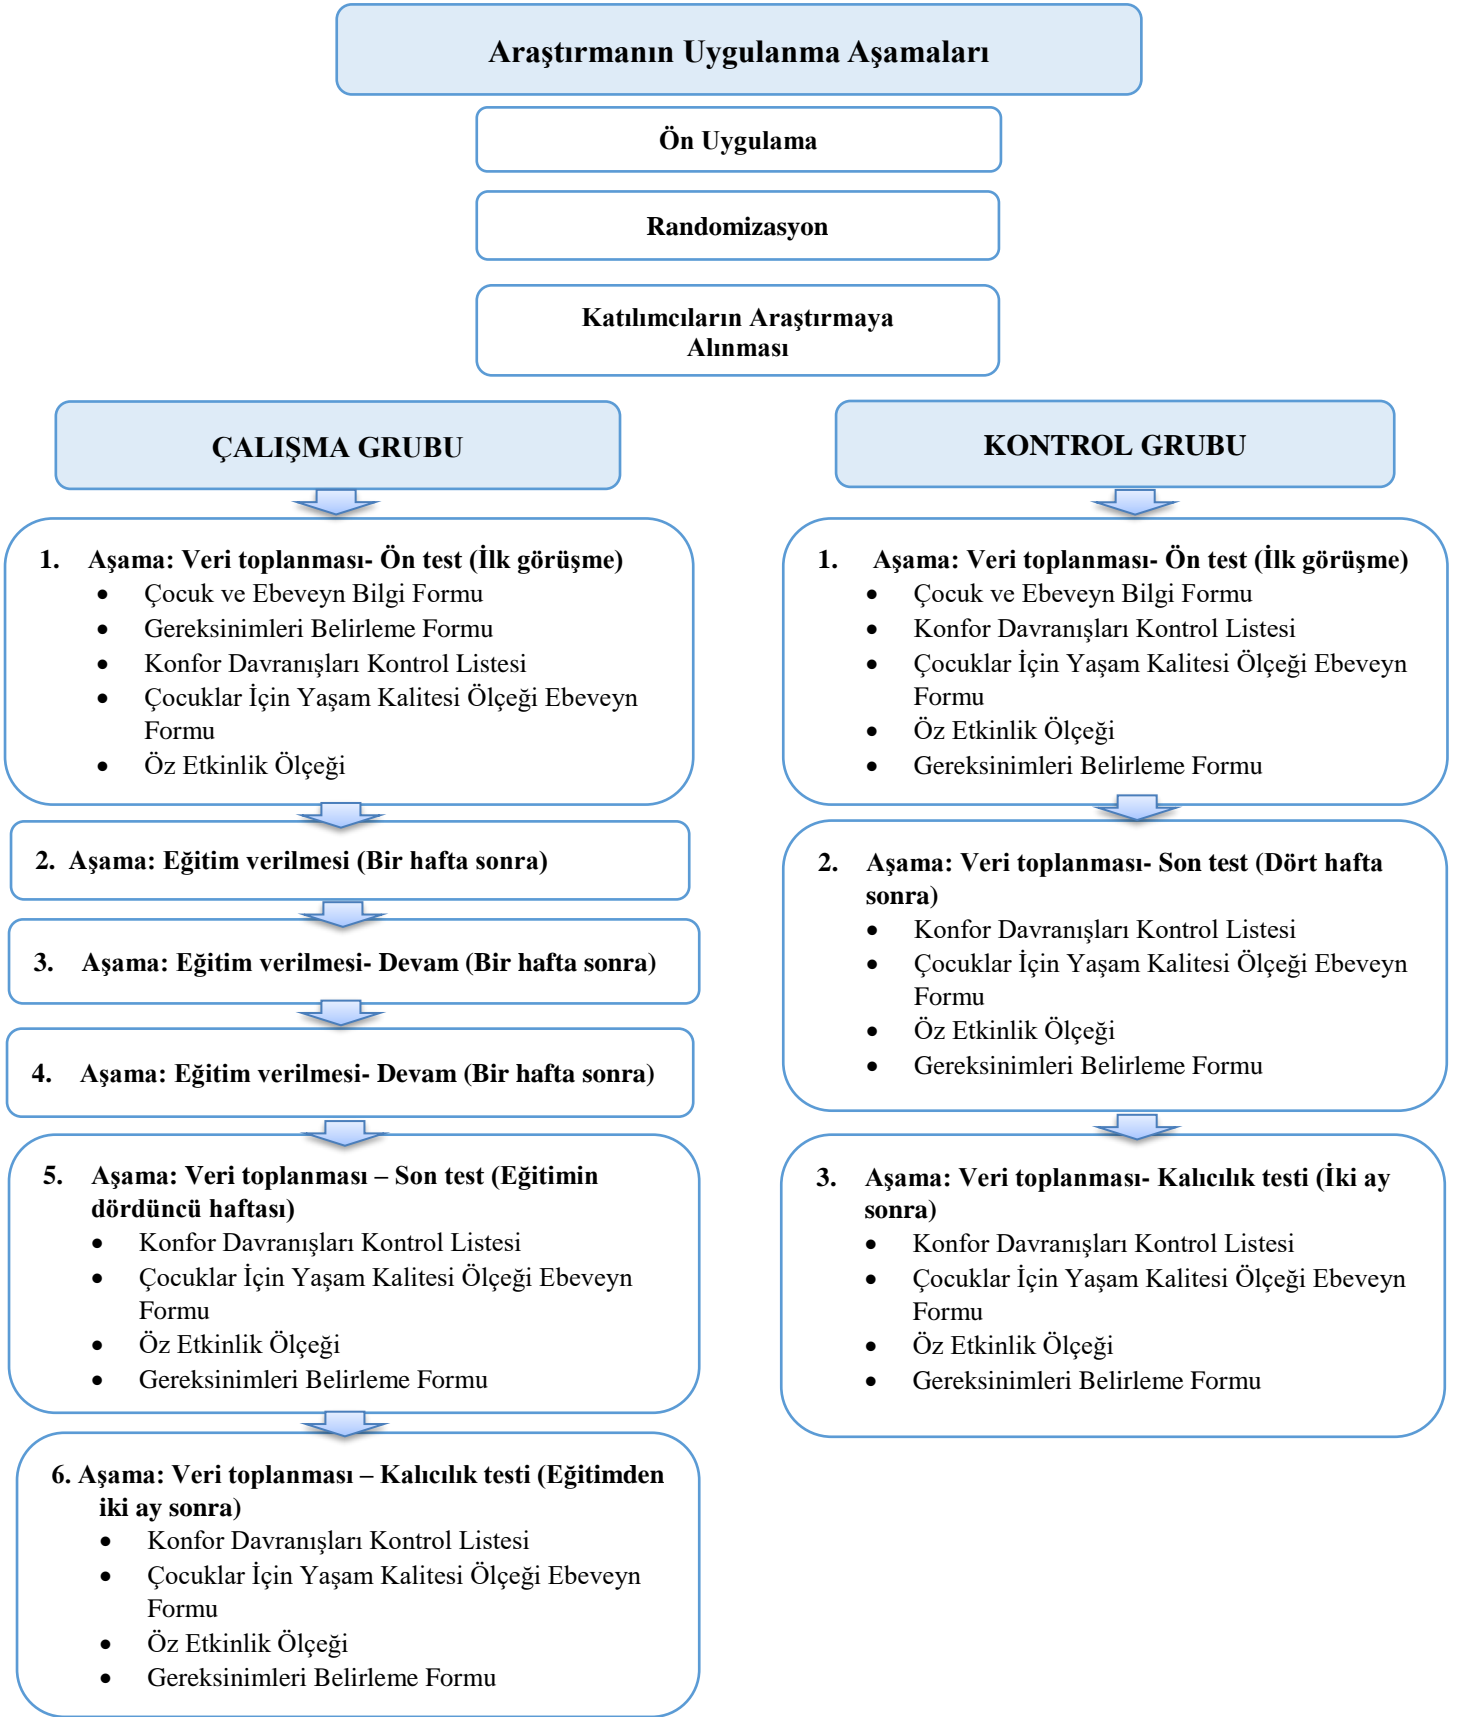 Araştırmanın Uygulanma Aşamaları
Ön Uygulama
Randomizasyon
Katılımcıların Araştırmaya
Alınması
ÇALIŞMA GRUBU
1. Aşama: Veri toplanması- Ön test (İlk görüşme)
• Çocuk ve Ebeveyn Bilgi Formu
• Gereksinimleri Belirleme Formu
• Konfor Davranışları Kontrol Listesi
• Çocuklar İçin Yaşam Kalitesi Ölçeği Ebeveyn
Formu
• Öz Etkinlik Ölçeği
2. Aşama: Eğitim verilmesi (Bir hafta sonra)
3. Aşama: Eğitim verilmesi- Devam (Bir hafta sonra)
4. Aşama: Eğitim verilmesi- Devam (Bir hafta sonra)
5. Aşama: Veri toplanması – Son test (Eğitimin
dördüncü haftası)
• Konfor Davranışları Kontrol Listesi
• Çocuklar İçin Yaşam Kalitesi Ölçeği Ebeveyn
Formu
• Öz Etkinlik Ölçeği
• Gereksinimleri Belirleme Formu
6. Aşama: Veri toplanması – Kalıcılık testi (Eğitimden
iki ay sonra)
• Konfor Davranışları Kontrol Listesi
• Çocuklar İçin Yaşam Kalitesi Ölçeği Ebeveyn
Formu
• Öz Etkinlik Ölçeği
• Gereksinimleri Belirleme Formu
KONTROL GRUBU
1. Aşama: Veri toplanması- Ön test (İlk görüşme)
• Çocuk ve Ebeveyn Bilgi Formu
• Konfor Davranışları Kontrol Listesi
• Çocuklar İçin Yaşam Kalitesi Ölçeği Ebeveyn
Formu
• Öz Etkinlik Ölçeği
• Gereksinimleri Belirleme Formu
2. Aşama: Veri toplanması- Son test (Dört hafta
sonra)
• Konfor Davranışları Kontrol Listesi
• Çocuklar İçin Yaşam Kalitesi Ölçeği Ebeveyn
Formu
• Öz Etkinlik Ölçeği
• Gereksinimleri Belirleme Formu
3. Aşama: Veri toplanması- Kalıcılık testi (İki ay
sonra)
• Konfor Davranışları Kontrol Listesi
• Çocuklar İçin Yaşam Kalitesi Ölçeği Ebeveyn
Formu
• Öz Etkinlik Ölçeği
• Gereksinimleri Belirleme Formu